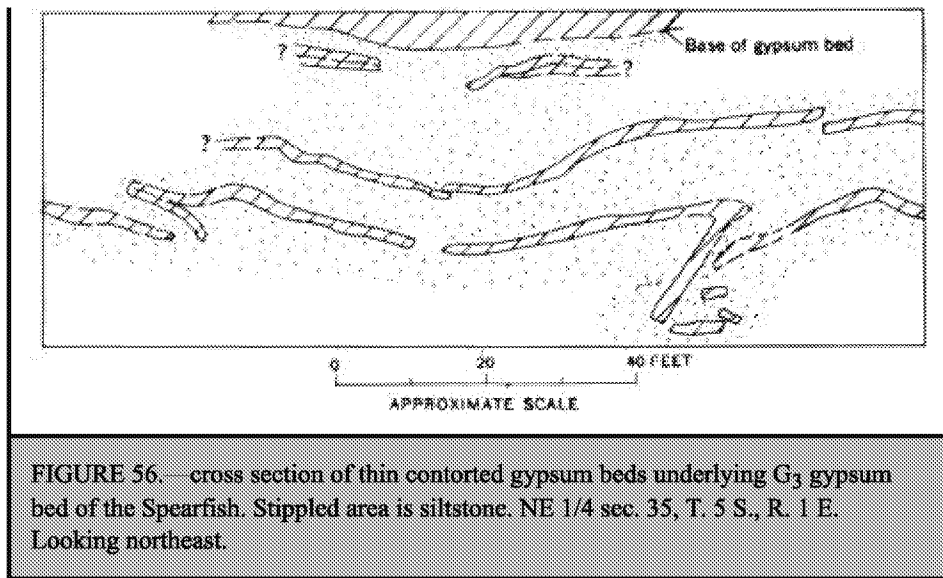 Base of gypsum bed
?
?
?
0 20 40 FEET
APPROXIMATE SCALE
FIGURE 56.—cross section of thin contorted gypsum beds underlying G3 gypsum
bed of the Spearfish. Stippled area is siltstone. NE 1/4 sec. 35, T. 5 S., R. 1 E.
Looking northeast.